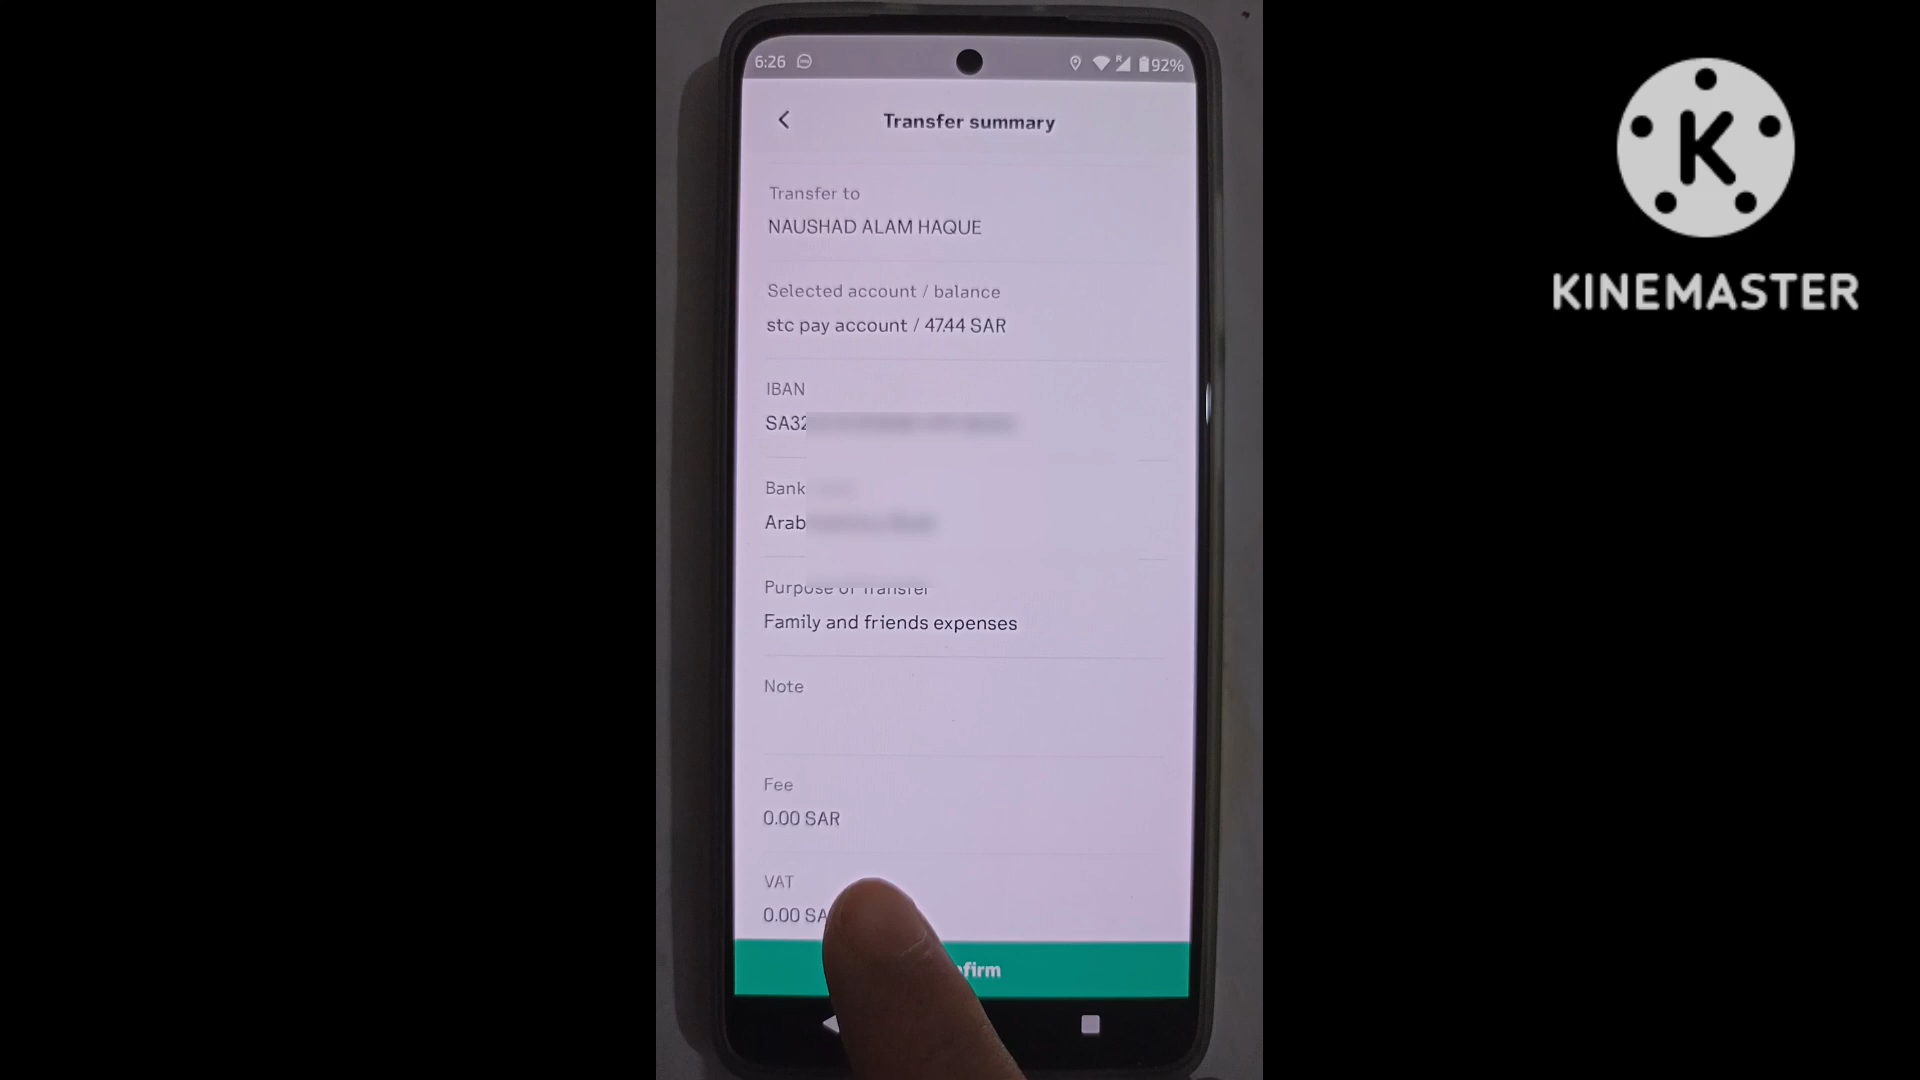 6:26
92%
Transfer summary
Transfer to
NAUSHAD ALAM HAQUE
Selected account / balance
stc pay account / 47.44 SAR
IBAN
SA32
Bank
Arab
Purpose of Transfer
Family and friends expenses
Note
Fee
0.00 SAR
VAT
0.00 SA
nfirm
K
KINEMASTER